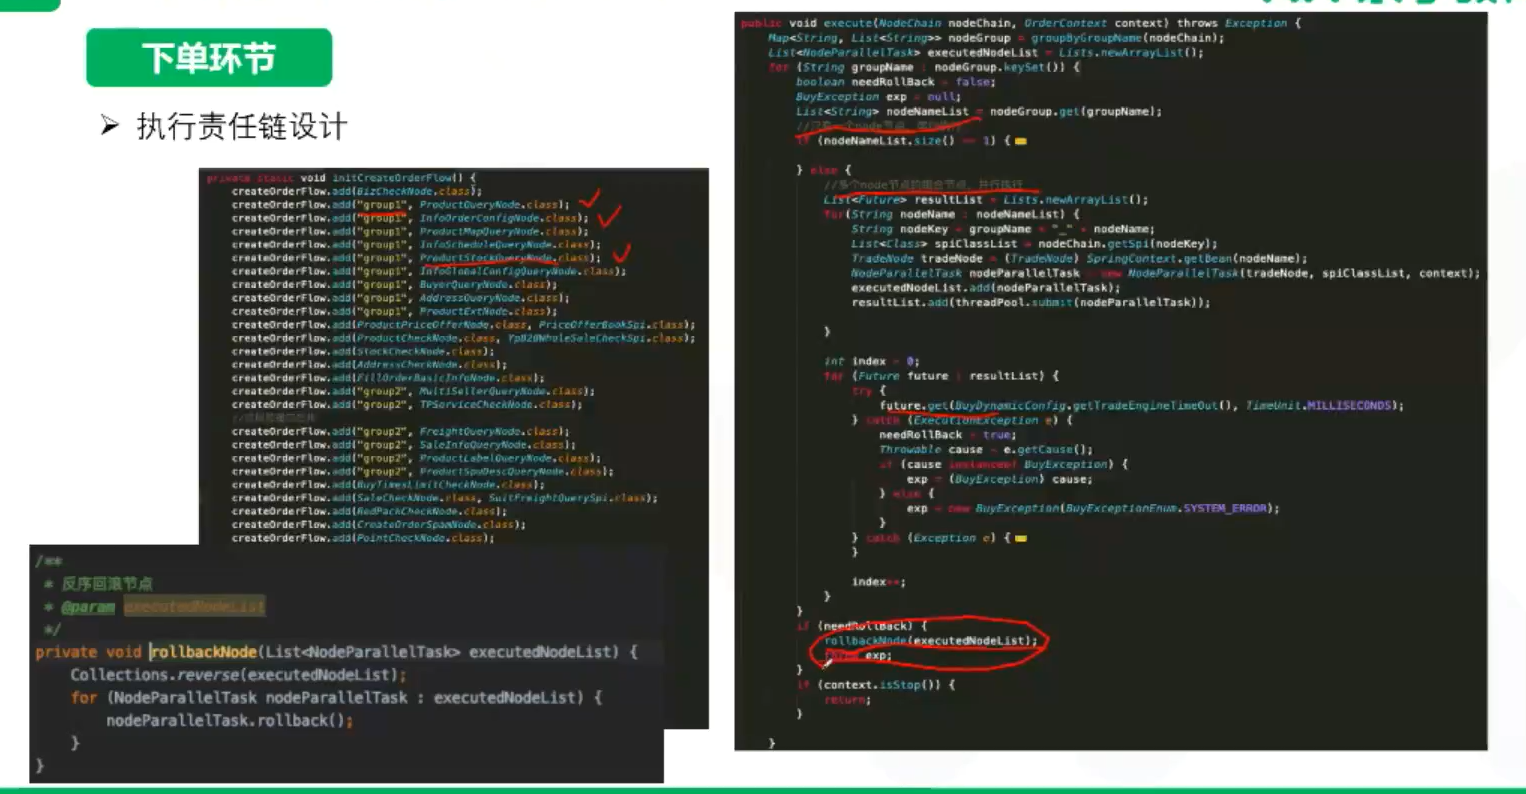 下单环节
➢ 执行责任链设计
private static void initCreateOrderFlow() {
createOrderFlow.add(BizCheckNode.class);
createOrderFlow.add("group1", ProductQueryNode.class);
createOrderFlow.add("group1", InfoOrderConfigNode.class);
createOrderFlow.add("group1", ProductMapQueryNode.class);
createOrderFlow.add("group1", InfoScheduleQueryNode.class);
createOrderFlow.add("group1", ProductStockQueryNode.class);
createOrderFlow.add("group1", InfoGlobalConfigQueryNode.class);
createOrderFlow.add("group1", BuyerQueryNode.class);
createOrderFlow.add("group1", AddressQueryNode.class);
createOrderFlow.add("group1", ProductExtNode.class);
createOrderFlow.add(ProductPriceOfferNode.class, PriceOfferBookSpi.class);
createOrderFlow.add(ProductCheckNode.class, YpB2BWholeSaleCheckSpi.class);
createOrderFlow.add(StockCheckNode.class);
createOrderFlow.add(AddressCheckNode.class);
createOrderFlow.add(FillOrderBasicInfoNode.class);
createOrderFlow.add("group2", MultiSellerQueryNode.class);
createOrderFlow.add("group2", TPServiceCheckNode.class);
createOrderFlow.add("group2", FreightQueryNode.class);
createOrderFlow.add("group2", SaleInfoQueryNode.class);
createOrderFlow.add("group2", ProductLabelQueryNode.class);
createOrderFlow.add("group2", ProductSpuDescQueryNode.class);
createOrderFlow.add(BuyTimesLimitCheckNode.class);
createOrderFlow.add(SaleCheckNode.class, SuitFreightQuerySpi.class);
createOrderFlow.add(RedPackCheckNode.class);
createOrderFlow.add(CreateOrderSpamNode.class);
createOrderFlow.add(PointCheckNode.class);
/**
* 反序回滚节点
* @param executedNodeList
*/
private void rollbackNode(List<NodeParallelTask> executedNodeList) {
Collections.reverse(executedNodeList);
for (NodeParallelTask nodeParallelTask : executedNodeList) {
nodeParallelTask.rollback();
}
}
public void execute(NodeChain nodeChain, OrderContext context) throws Exception {
Map<String, List<String>> nodeGroup = groupByGroupName(nodeChain);
List<NodeParallelTask> executedNodeList = Lists.newArrayList();
for (String groupName : nodeGroup.keySet()) {
boolean needRollBack = false;
BuyException exp = null;
List<String> nodeNameList = nodeGroup.get(groupName);
if (nodeNameList.size() == 1) {
} else {
//多个node节点的组合节点，并行执行
List<Future> resultList = Lists.newArrayList();
for(String nodeName : nodeNameList) {
String nodeKey = groupName + "_" + nodeName;
List<Class> spiClassList = nodeChain.getSpi(nodeKey);
TradeNode tradeNode = (TradeNode) SpringContext.getBean(nodeName);
NodeParallelTask nodeParallelTask = new NodeParallelTask(tradeNode, spiClassList, context);
executedNodeList.add(nodeParallelTask);
resultList.add(threadPool.submit(nodeParallelTask));
}
int index = 0;
for (Future future : resultList) {
try {
future.get(BuyDynamicConfig.getTradeEngineTimeOut(), TimeUnit.MILLISECONDS);
} catch (ExecutionException e) {
needRollBack = true;
Throwable cause = e.getCause();
if (cause instanceof BuyException) {
exp = (BuyException) cause;
} else {
exp = new BuyException(BuyExceptionEnum.SYSTEM_ERROR);
}
} catch (Exception e) {
}
index++;
}
}
if (needRollBack) {
rollbackNode(executedNodeList);
exp;
}
if (context.isStop()) {
return;
}
}